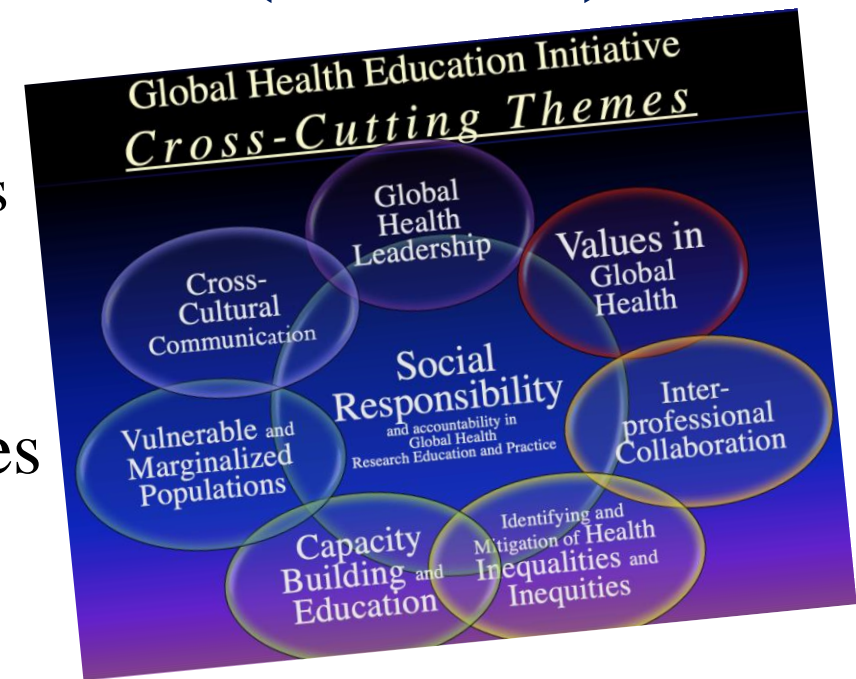 Global Health Education Initiative
Cross-Cutting Themes
s
Global
Health
Leadership
Values in
Global
Health
Cross-
Cultural
Communication
Social
Responsibility
and accountability in
Global Health
Research Education and Practice
Inter-
professional
Collaboration
es
Vulnerable and
Marginalized
Populations
Capacity
Building and
Education
Identifying and
Mitigation of Health
Inequalities and
Inequities